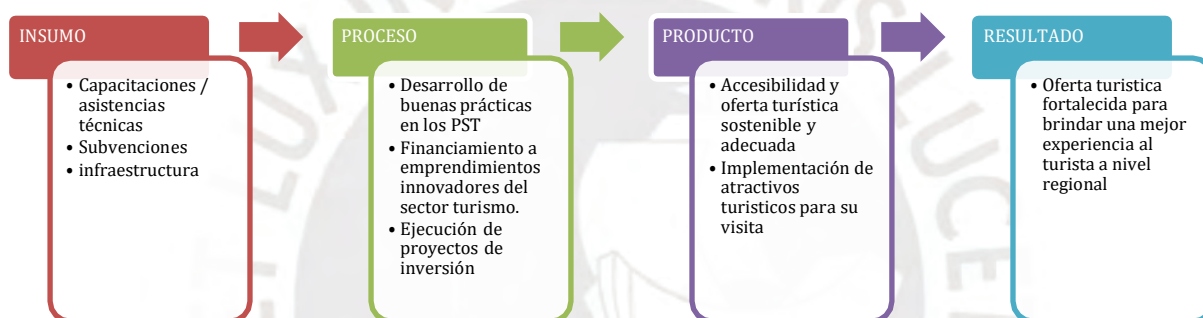 INSUMO
• Capacitaciones /
asistencias
técnicas
• Subvenciones
• infraestructura
PROCESO
• Desarrollo de
buenas prácticas
en los PST
• Financiamiento a
emprendimientos
innovadores del
sector turismo.
• Ejecución de
proyectos de
inversión
PRODUCTO
• Accesibilidad y
oferta turística
sostenible y
adecuada
• Implementación de
atractivos
turisticos para su
visita
RESULTADO
• Oferta turistica
fortalecida para
brindar una mejor
experiencia al
turista a nivel
regional